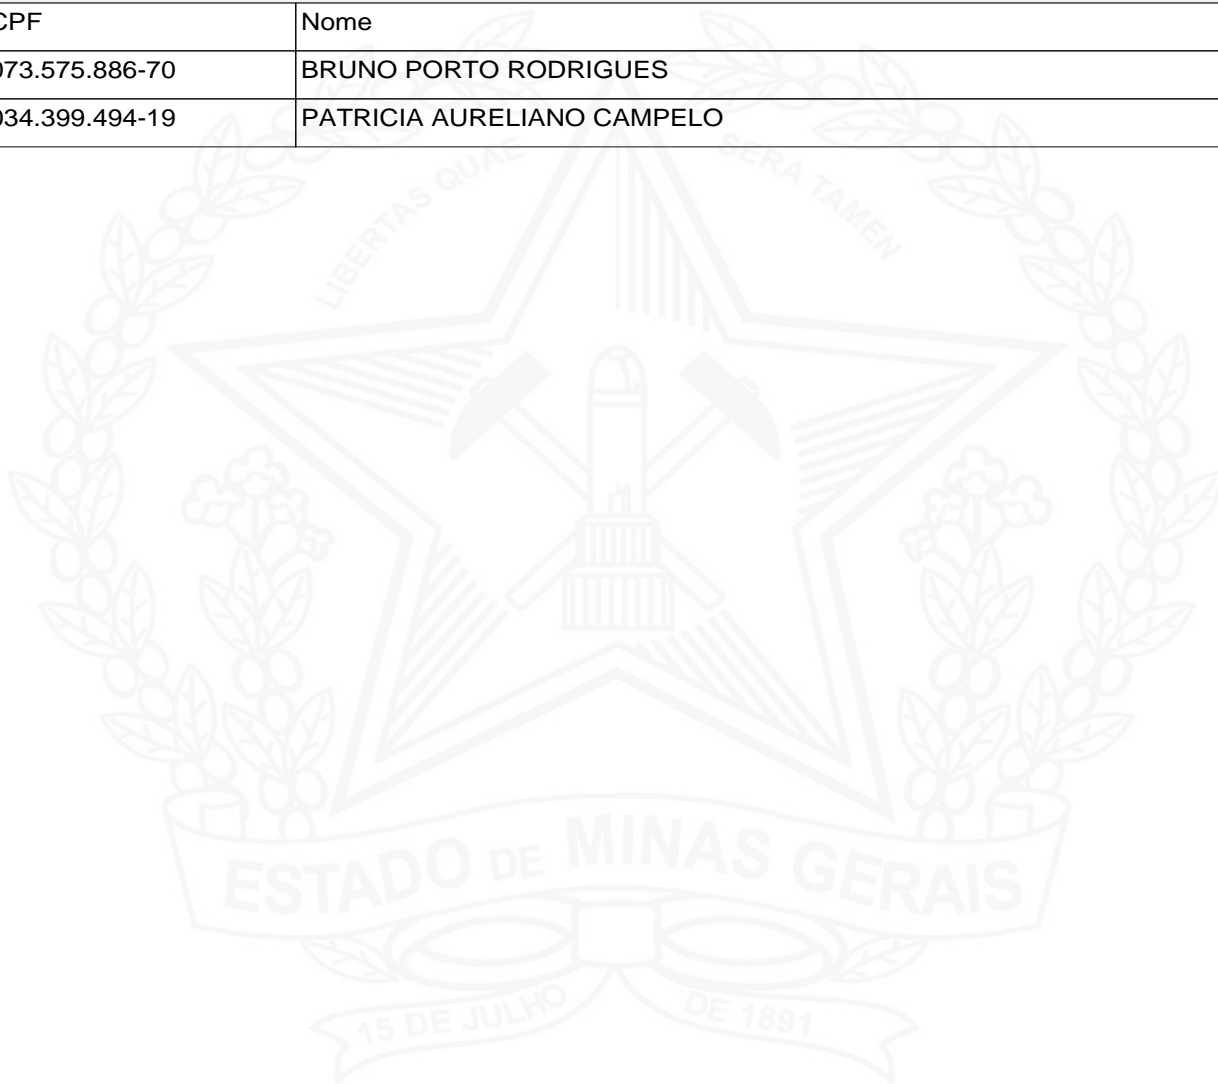 CPF Nome
073.575.886-70 BRUNO PORTO RODRIGUES
034.399.494-19 PATRICIA AURELIANO CAMPELO
LIBERTAS QUAE SERA TAMEN
ESTADO DE MINAS GERAIS
15 DE JULHO DE 1891